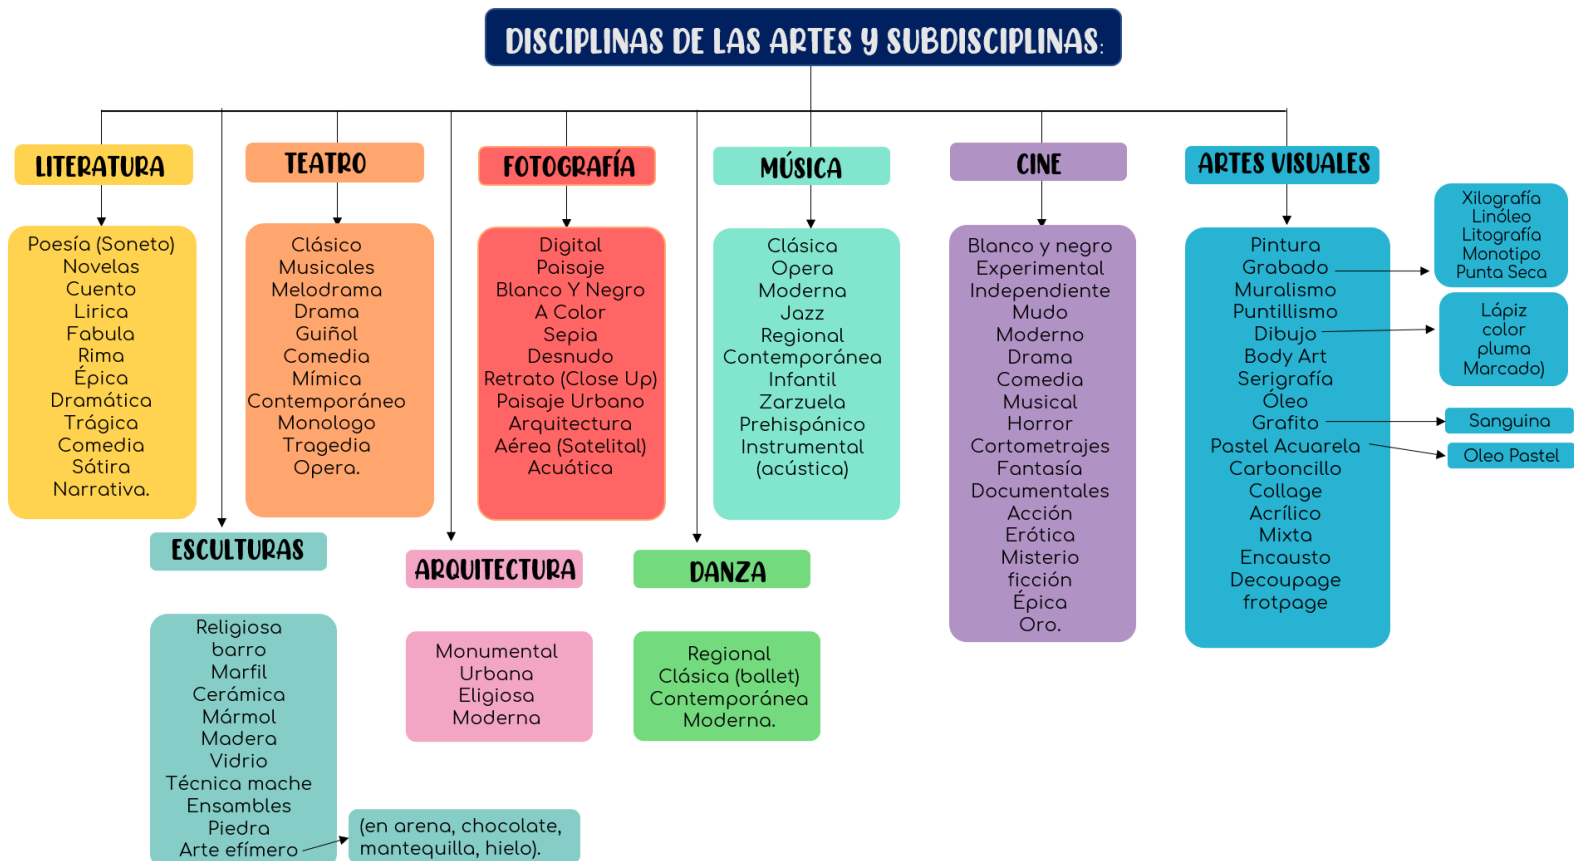 DISCIPLINAS DE LAS ARTES Y SUBDISCIPLINAS:
LITERATURA
Poesía (Soneto)
Novelas
Cuento
Lirica
Fabula
Rima
Épica
Dramática
Trágica
Comedia
Sátira
Narrativa.
TEATRO
Clásico
Musicales
Melodrama
Drama
Guiñol
Comedia
Mímica
Contemporáneo
Monologo
Tragedia
Opera.
FOTOGRAFÍA
Digital
Paisaje
Blanco Y Negro
A Color
Sepia
Desnudo
Retrato (Close Up)
Paisaje Urbano
Arquitectura
Aérea (Satelital)
Acuática
MÚSICA
Clásica
Opera
Moderna
Jazz
Regional
Contemporánea
Infantil
Zarzuela
Prehispánico
Instrumental
(acústica)
CINE
Blanco y negro
Experimental
Independiente
Mudo
Moderno
Drama
Comedia
Musical
Horror
Cortometrajes
Fantasía
Documentales
Acción
Erótica
Misterio
ficción
Épica
Oro.
ARTES VISUALES
Pintura
Grabado
Muralismo
Puntillismo
Dibujo
Body Art
Serigrafía
Óleo
Grafito
Pastel Acuarela
Carboncillo
Collage
Acrílico
Mixta
Encausto
Decoupage
frotpage
Xilografía
Linóleo
Litografía
Monotipo
Punta Seca
Lápiz
color
pluma
Marcado)
Sanguina
Oleo Pastel
ESCULTURAS
Religiosa
barro
Marfil
Cerámica
Mármol
Madera
Vidrio
Técnica mache
Ensambles
Piedra
Arte efímero
(en arena, chocolate,
mantequilla, hielo).
ARQUITECTURA
Monumental
Urbana
Eligiosa
Moderna
DANZA
Regional
Clásica (ballet)
Contemporánea
Moderna.